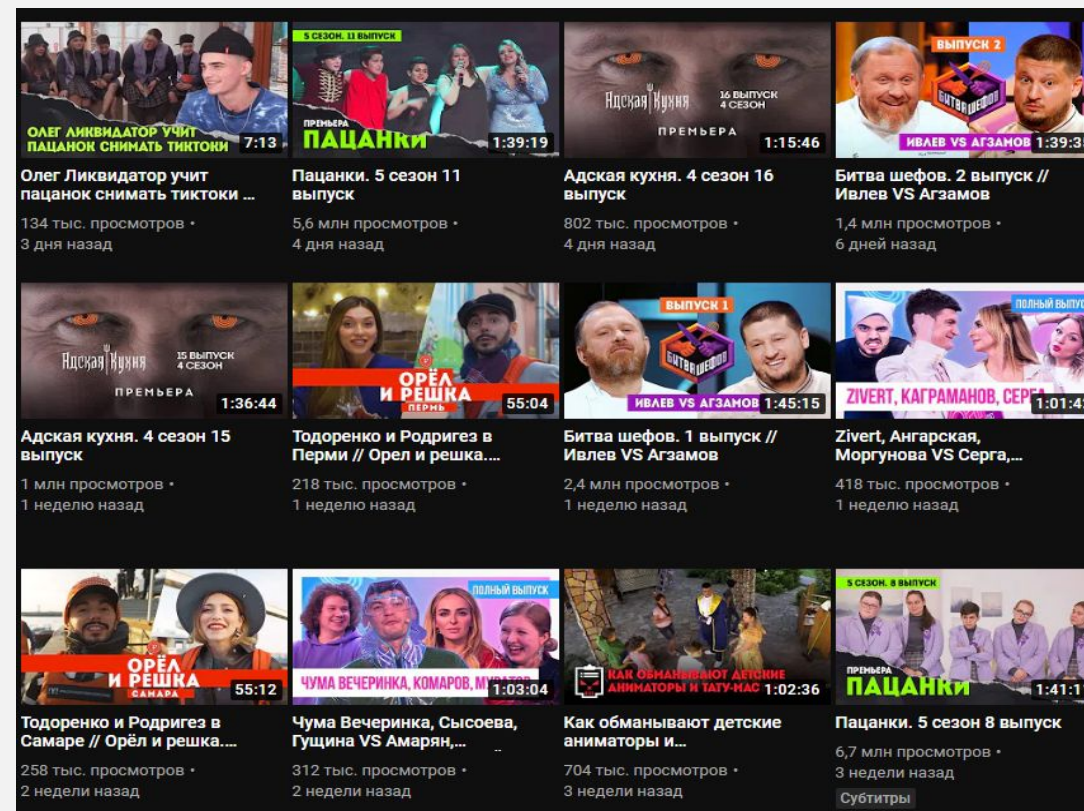 ОЛЕГ ЛИКВИДАТОР УЧИТ
ПАЦАНОК СНИМАТЬ ТИКТОКИ
7:13
Олег Ликвидатор учит
пацанок снимать тиктоки ...
134 тыс. просмотров •
3 дня назад
5 СЕЗОН. 11 ВЫПУСК
ПРЕМЬЕРА
ПАЦАНКИ
1:39:19
Пацанки. 5 сезон 11
выпуск
5,6 млн просмотров •
4 дня назад
Адская Кухня
16 ВЫПУСК
4 СЕЗОН
ПРЕМЬЕРА
1:15:46
Адская кухня. 4 сезон 16
выпуск
802 тыс. просмотров •
4 дня назад
ВЫПУСК 2
БИТВА ШЕФОВ
ИВЛЕВ VS АГЗАМОВ
1:39:3
Битва шефов. 2 выпуск //
Ивлев VS Агзамов
1,4 млн просмотров •
6 дней назад
Адская Кухня
15 ВЫПУСК
4 СЕЗОН
ПРЕМЬЕРА
1:36:44
Адская кухня. 4 сезон 15
выпуск
1 млн просмотров •
1 неделю назад
ОРЁЛ
И РЕШКА
ПЕРМЬ
55:04
Тодоренко и Родригез в
Перми // Орел и решка....
218 тыс. просмотров •
1 неделю назад
ВЫПУСК 1
БИТВА ШЕФОВ
ИВЛЕВ VS АГЗАМОВ
1:45:15
Битва шефов. 1 выпуск //
Ивлев VS Агзамов
2,4 млн просмотров •
1 неделю назад
ПОЛНЫЙ ВЫПУС
ZIVERT, КАГРАМАНОВ, СЕРГА
1:01:42
Zivert, Ангарская,
Моргунова VS Серга,...
418 тыс. просмотров •
1 неделю назад
ОРЁЛ
И РЕШКА
САМАРА
55:12
Тодоренко и Родригез в
Самаре // Орёл и решка....
258 тыс. просмотров •
2 недели назад
ПОЛНЫЙ ВЫПУСК
ЧУМА ВЕЧЕРИНКА, КОМАРОВ,
1:03:04
Чума Вечеринка, Сысоева,
Гущина VS Амарян,...
312 тыс. просмотров •
2 недели назад
КАК ОБМАНЫВАЮТ ДЕТСКИЕ
АНИМАТОРЫ И ТАТУ-МАС
1:02:36
Как обманывают детские
аниматоры и...
704 тыс. просмотров •
3 недели назад
5 СЕЗОН. 8 ВЫПУСК
ПРЕМЬЕРА
ПАЦАНКИ
1:41:1
Пацанки. 5 сезон 8 выпуск
6,7 млн просмотров •
3 недели назад
Субтитры